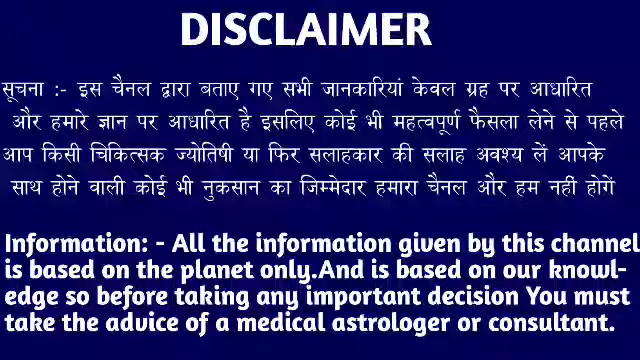 DISCLAIMER
सूचना :- इस चैनल द्वारा बताए गए सभी जानकारियां केवल ग्रह पर आधारित
और हमारे ज्ञान पर आधारित है इसलिए कोई भी महत्वपूर्ण फैसला लेने से पहले
आप किसी चिकित्सक ज्योतिषी या फिर सलाहकार की सलाह अवश्य लें आपके
साथ होने वाली कोई भी नुकसान का जिम्मेदार हमारा चैनल और हम नहीं होगें
Information: - All the information given by this channel
is based on the planet only.And is based on our knowl-
edge so before taking any important decision You must
take the advice of a medical astrologer or consultant.